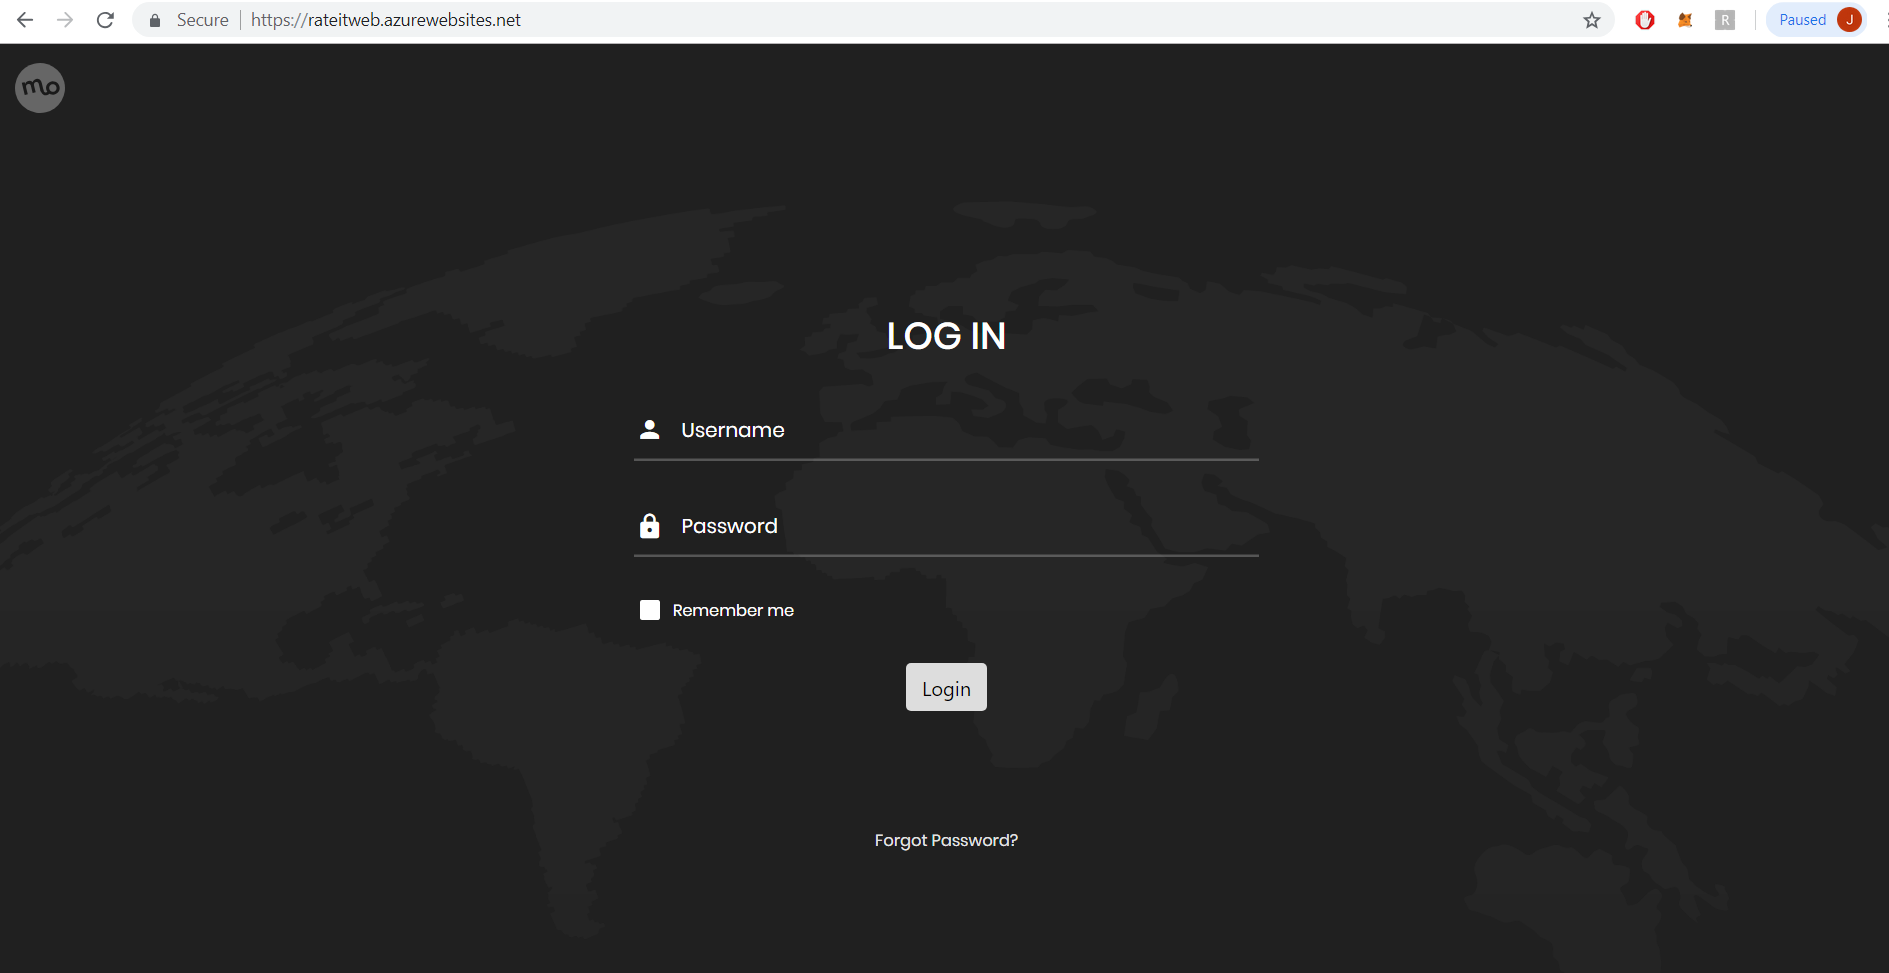 Secure https://rateitweb.azurewebsites.net R Paused J
mo
LOG IN
Username
Password
Remember me
Login
Forgot Password?